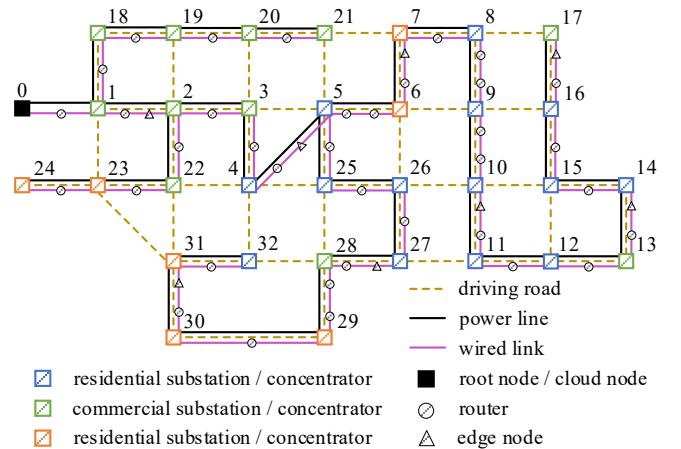 18 19 20 21 7 8 17
0 1 2 3 5 6 9 16
24 23 22 4 25 26 10 15 14
31 32 28 27 11 12 13
30 29
driving road
power line
wired link
residential substation / concentrator
root node / cloud node
commercial substation / concentrator
router
residential substation / concentrator
edge node